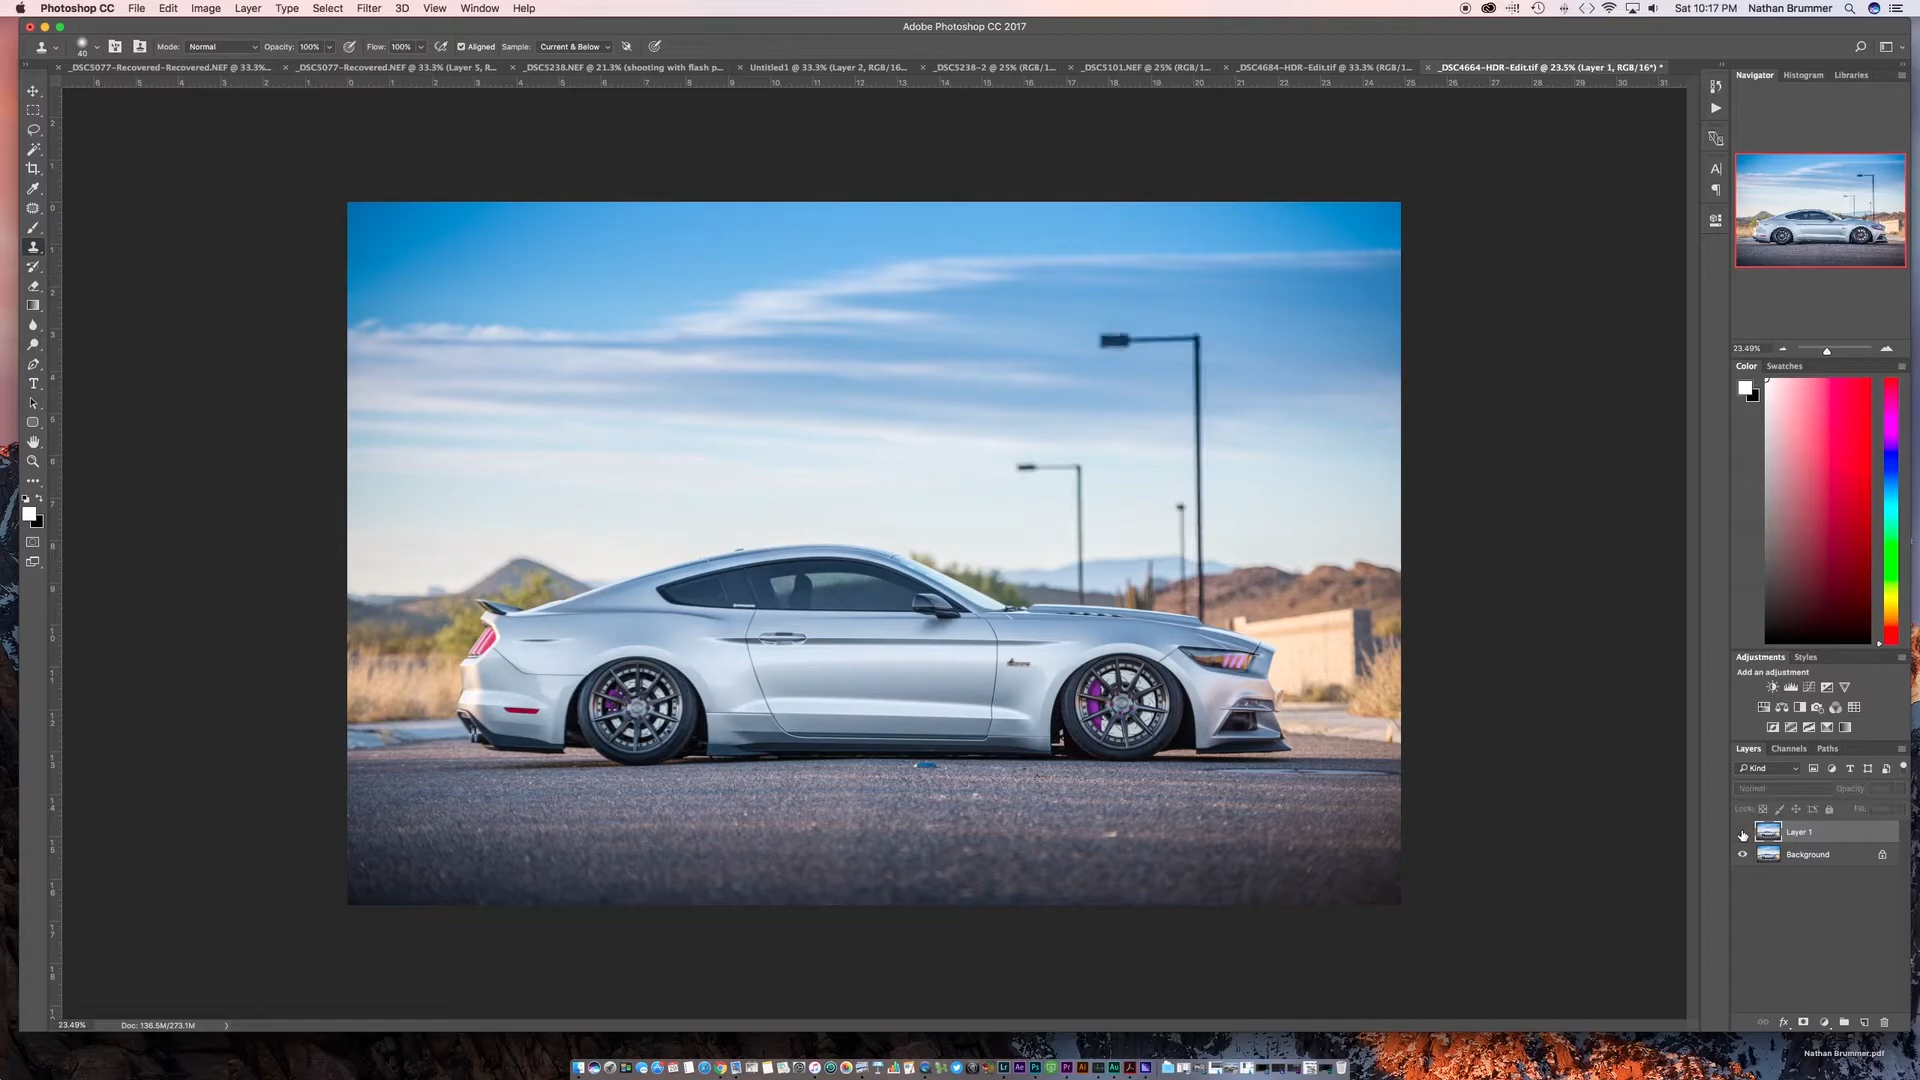 Photoshop CC File Edit Image Layer Type Select Filter 3D View Window Help Sat 10:17 PM Nathan Brummer
Adobe Photoshop CC 2017
40 Mode: Normal Opacity: 100% Flow: 100% Aligned Sample: Current & Below
_DSC5077-Recovered-Recovered.NEF @ 33.3%... _DSC5077-Recovered.NEF @ 33.3% (Layer 5, R... _DSC5238.NEF @ 21.3% (shooting with flash p... Untitled1 @ 33.3% (Layer 2, RGB/16... _DSC5238-2 @ 25% (RGB/1... _DSC5101.NEF @ 25% (RGB/1... _DSC4684-HDR-Edit.tif @ 33.3% (RGB/1... _DSC4664-HDR-Edit.tif @ 23.5% (Layer 1, RGB/16*) *
Navigator Histogram Libraries
23.49%
Color Swatches
Adjustments Styles
Add an adjustment
Layers Channels Paths
Kind
Normal Opacity
Lock: Fill:
Layer 1
Background
23.49% Doc: 136.5M/273.1M
Nathan Brummer.pdf